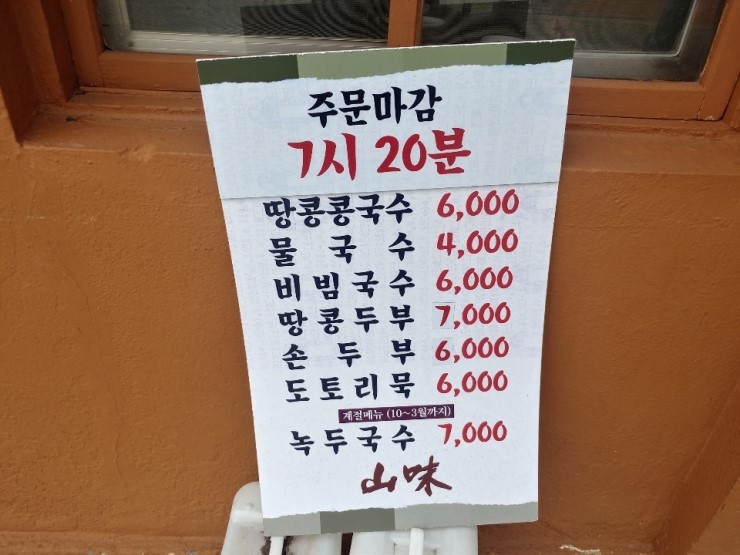 주문마감
7시 20분
땅콩콩국수 6,000
물국수 4,000
비빔국수 6,000
땅콩두부 7,000
손두부 6,000
도토리묵 6,000
계절메뉴 (10~3월까지)
녹두국수 7,000
山味